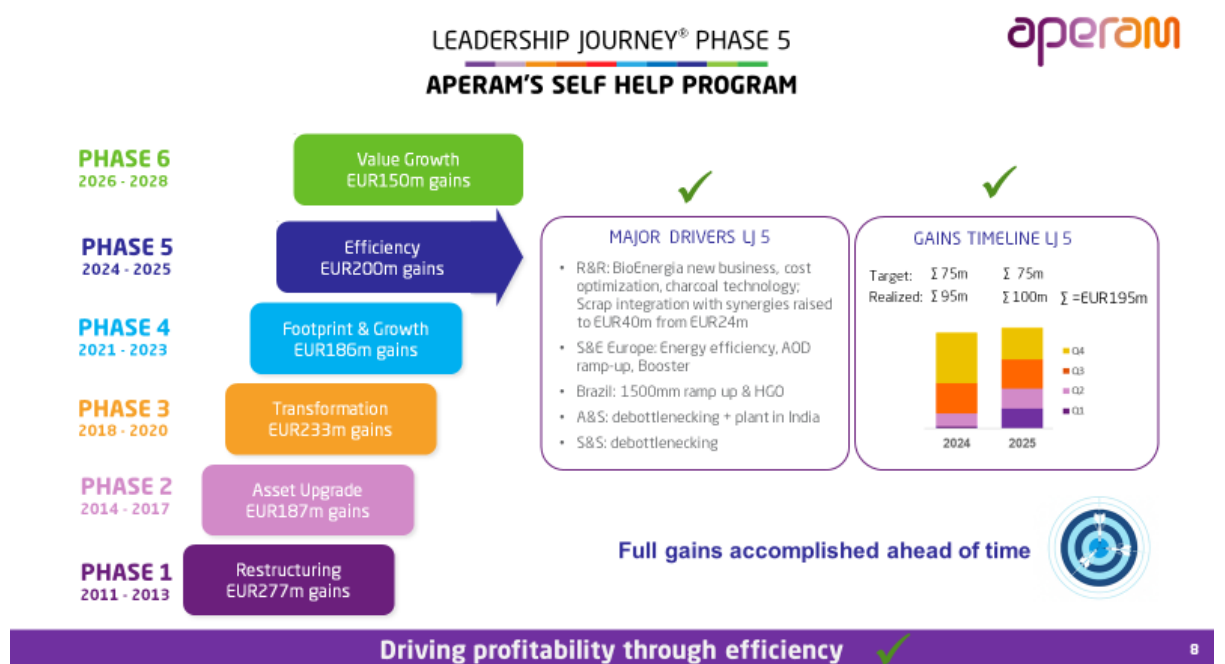 aperam
LEADERSHIP JOURNEY® PHASE 5
APERAM'S SELF HELP PROGRAM
PHASE 6
2026 - 2028
Value Growth
EUR150m gains
PHASE 5
2024 - 2025
Efficiency
EUR200m gains
PHASE 4
2021 - 2023
Footprint & Growth
EUR186m gains
PHASE 3
2018 - 2020
Transformation
EUR233m gains
PHASE 2
2014 - 2017
Asset Upgrade
EUR187m gains
PHASE 1
2011 - 2013
Restructuring
EUR277m gains
MAJOR DRIVERS LJ 5
• R&R: BioEnergia new business, cost
optimization, charcoal technology;
Scrap integration with synergies raised
to EUR40m from EUR24m
• S&E Europe: Energy efficiency, AOD
ramp-up, Booster
• Brazil: 1500mm ramp up & HGO
• A&S: debottlenecking + plant in India
• S&S: debottlenecking
GAINS TIMELINE LJ 5
Target: Σ 75m Σ 75m
Realized: Σ 95m Σ 100m Σ =EUR195m
Q4
Q3
Q2
Q1
2024 2025
Full gains accomplished ahead of time
Driving profitability through efficiency
8